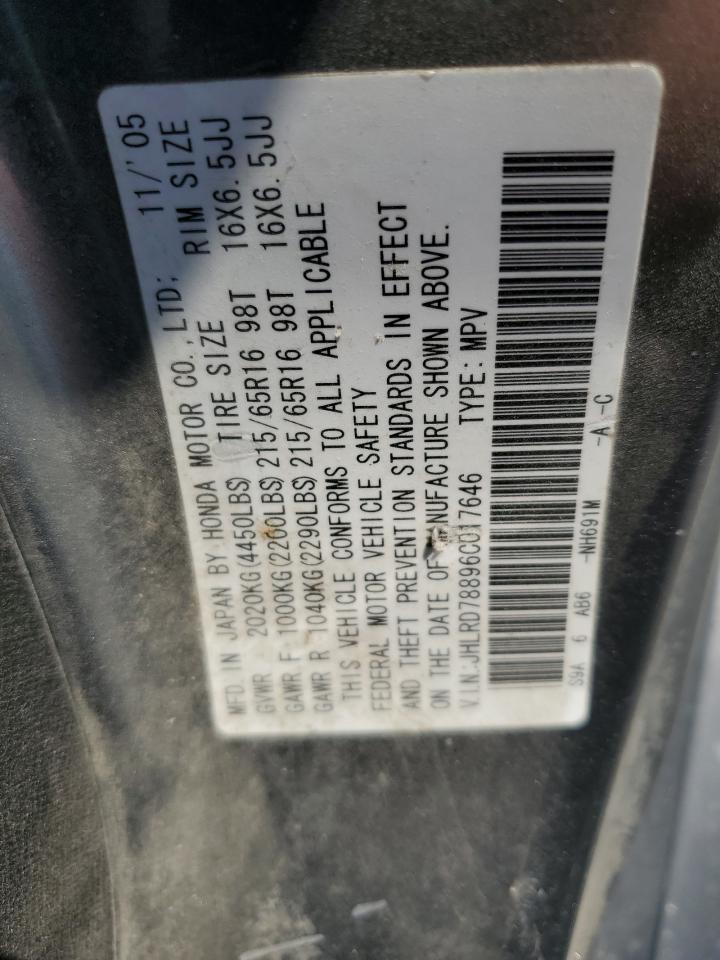 MFD. IN JAPAN BY HONDA MOTOR CO., LTD; 11/'05
GVWR 2020KG(4450LBS) TIRE SIZE RIM SIZE
GAWR F 1000KG(2200LBS) 215/65R16 98T 16X6.5JJ
GAWR R 1040KG(2290LBS) 215/65R16 98T 16X6.5JJ
THIS VEHICLE CONFORMS TO ALL APPLICABLE
FEDERAL MOTOR VEHICLE SAFETY
AND THEFT PREVENTION STANDARDS IN EFFECT
ON THE DATE OF MANUFACTURE SHOWN ABOVE.
V.I.N.:JHLRD78896C017646 TYPE: MPV
S9A 6 AB6 -NH691M -A -C